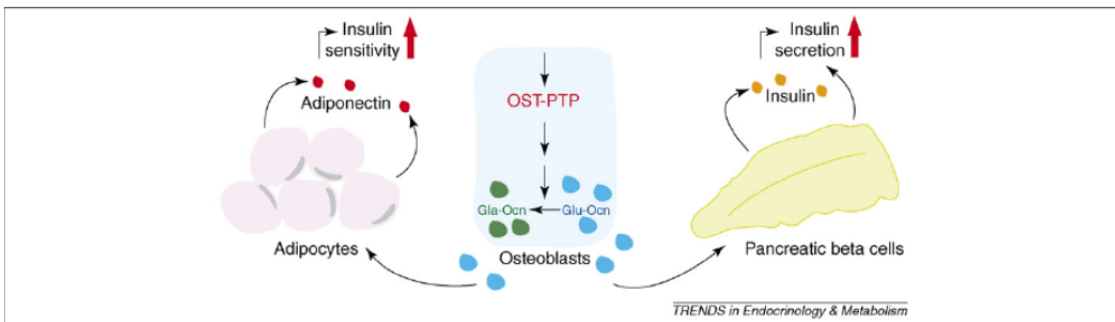 Insulin
sensitivity
Adiponectin
Adipocytes
OST-PTP
Gla-Ocn
Glu-Ocn
Osteoblasts
Insulin
secretion
Insulin
Pancreatic beta cells
TRENDS in Endocrinology & Metabolism